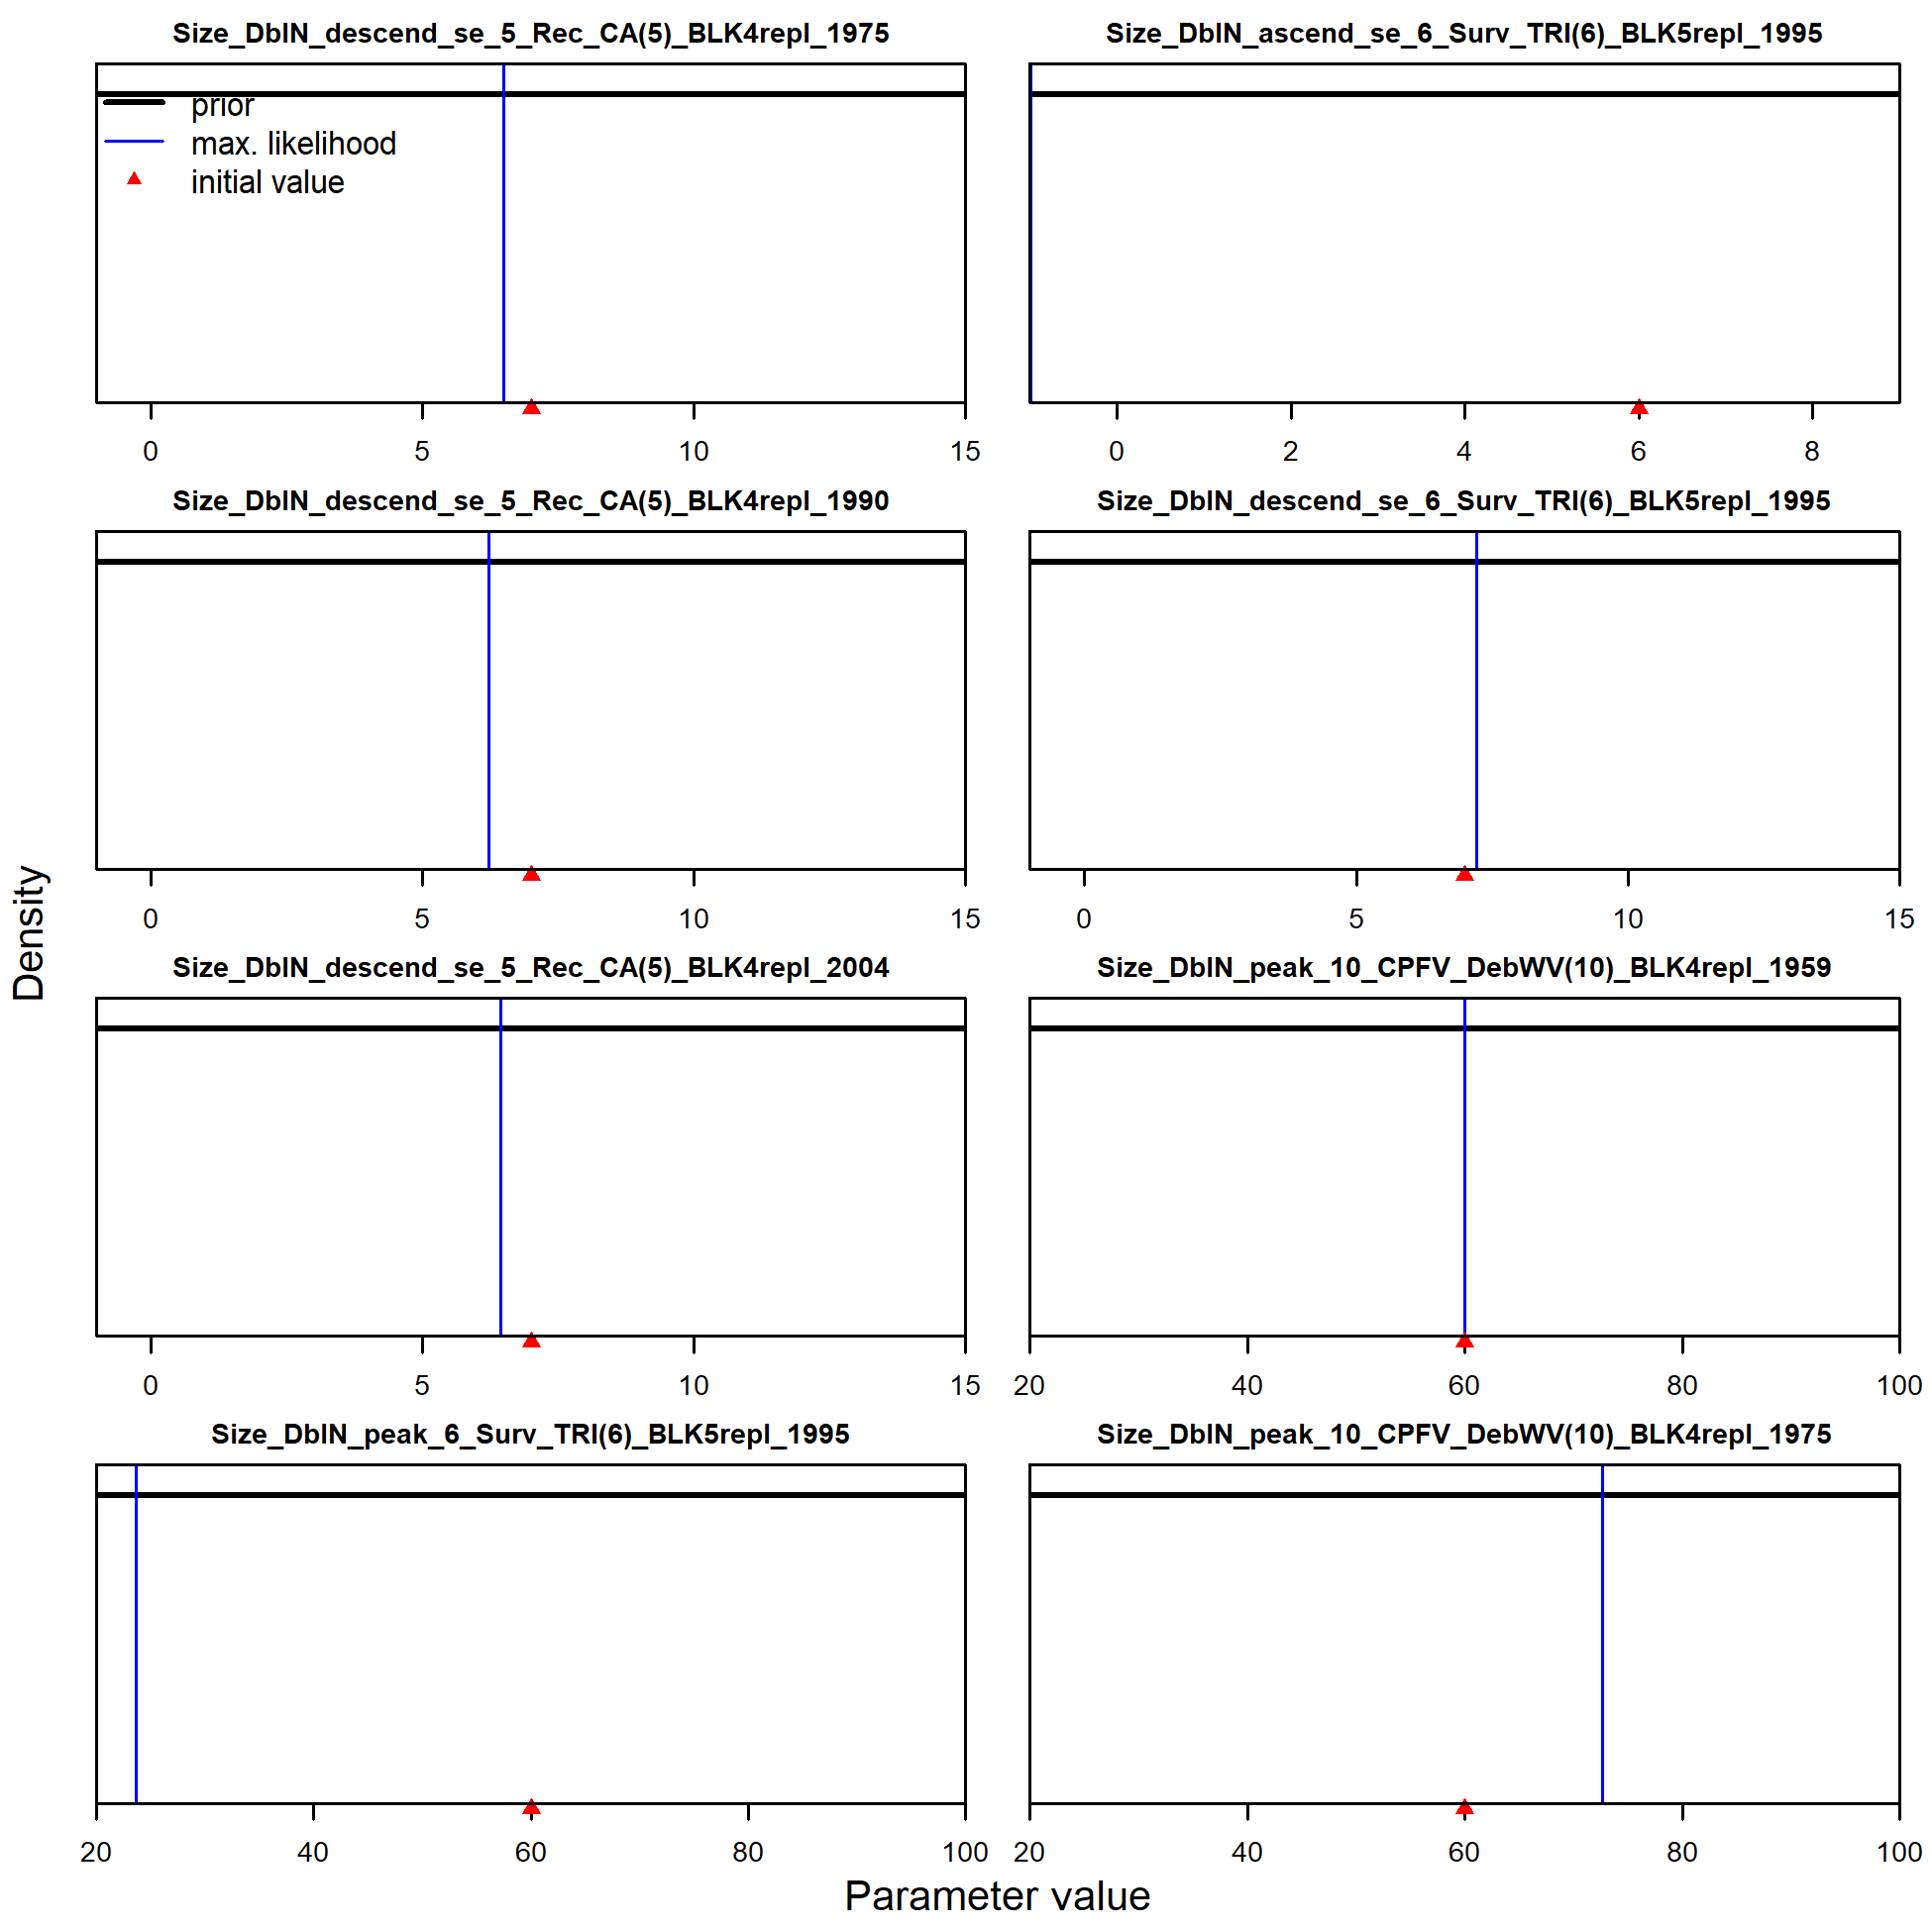 Size_DblN_descend_se_5_Rec_CA(5)_BLK4repl_1975
prior
max. likelihood
initial value
0 5 10 15
Size_DblN_ascend_se_6_Surv_TRI(6)_BLK5repl_1995
0 2 4 6 8
Size_DblN_descend_se_5_Rec_CA(5)_BLK4repl_1990
0 5 10 15
Size_DblN_descend_se_6_Surv_TRI(6)_BLK5repl_1995
0 5 10 15
Size_DblN_descend_se_5_Rec_CA(5)_BLK4repl_2004
0 5 10 15
Size_DblN_peak_10_CPFV_DebWV(10)_BLK4repl_1959
20 40 60 80 100
Size_DblN_peak_6_Surv_TRI(6)_BLK5repl_1995
20 40 60 80 100
Size_DblN_peak_10_CPFV_DebWV(10)_BLK4repl_1975
20 40 60 80 100
Density
Parameter value